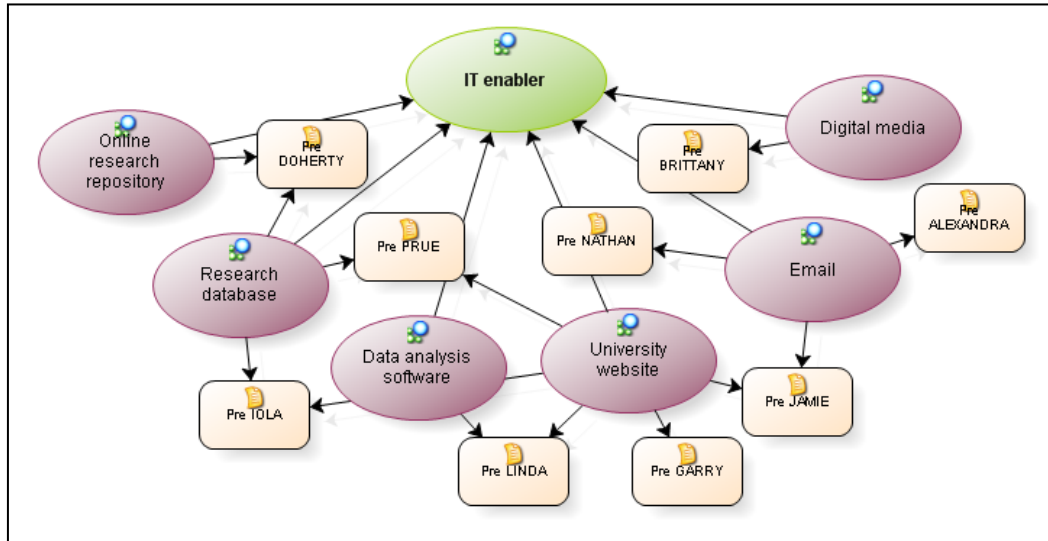 IT enabler
Online
research
repository
Pre
DOHERTY
Pre
BRITTANY
Digital media
Pre
ALEXANDRA
Pre PRUE
Pre NATHAN
Research
database
Email
Data analysis
software
University
website
Pre IOLA
Pre JAMIE
Pre LINDA
Pre GARRY